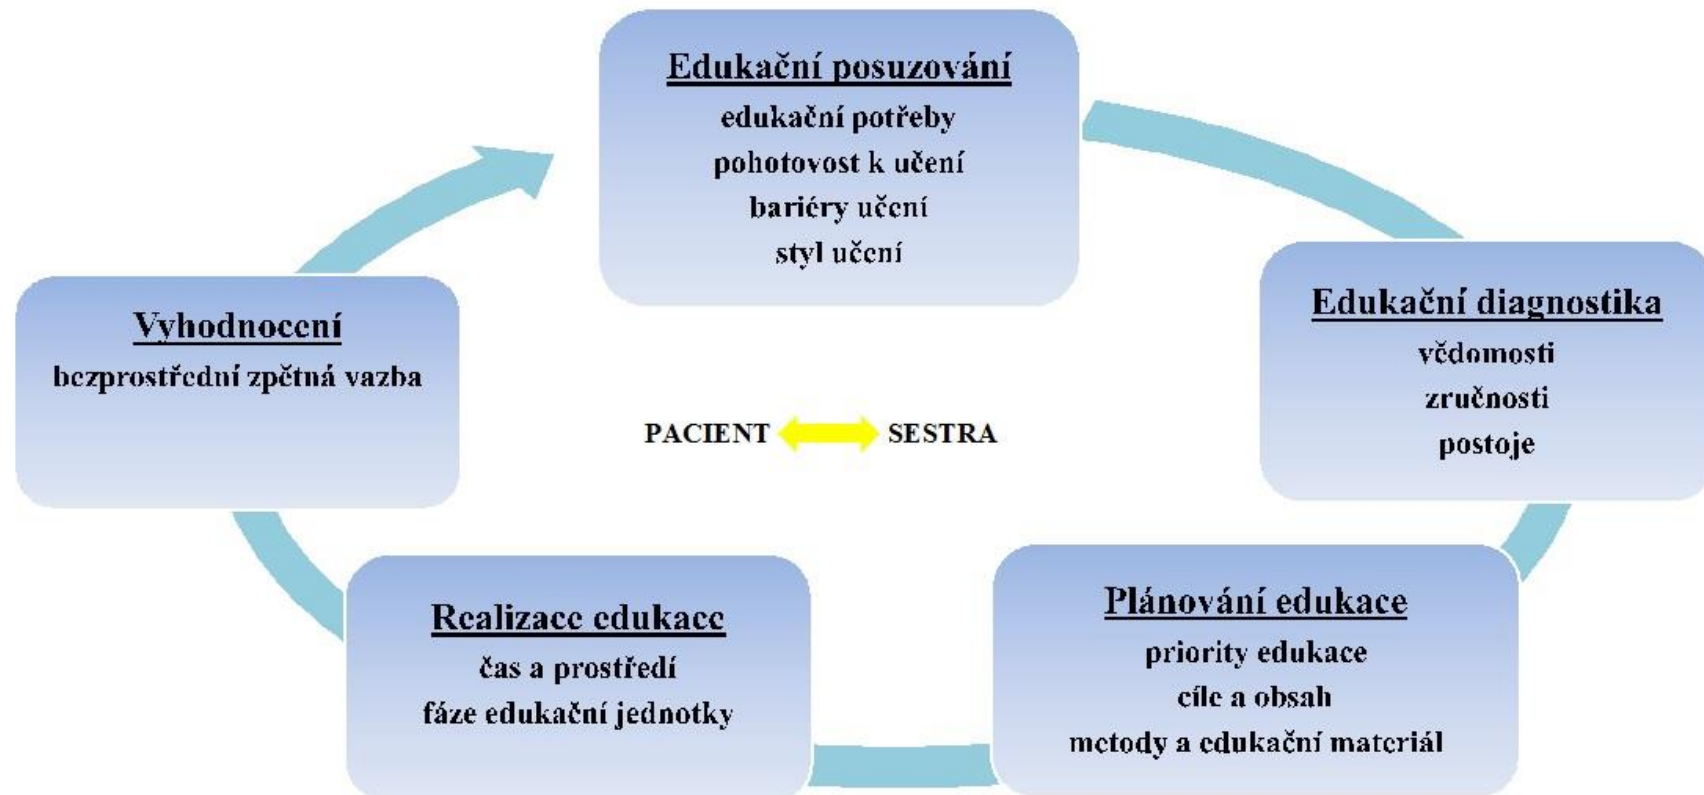 Edukační posuzování
edukační potřeby
pohotovost k učení
bariéry učení
styl učení
Edukační diagnostika
vědomosti
zručnosti
postoje
Plánování edukace
priority edukace
cíle a obsah
metody a edukační materiál
Realizace edukace
čas a prostředí
fáze edukační jednotky
Vyhodnocení
bezprostřední zpětná vazba
PACIENT SESTRA